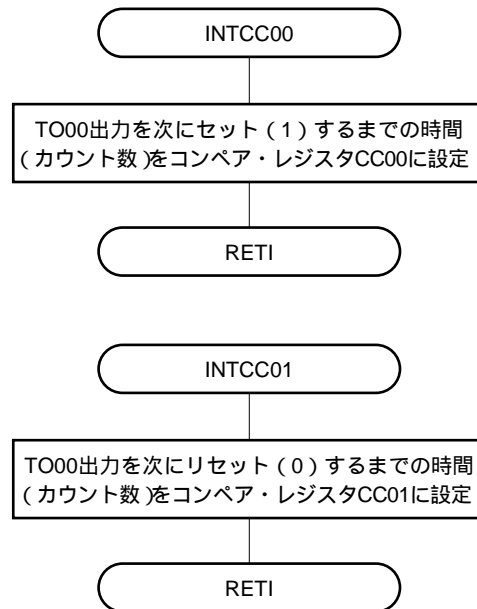 INTCC00
TO00出力を次にセット（1）するまでの時間
（カウント数）をコンペア・レジスタCC00に設定
RETI
INTCC01
TO00出力を次にリセット（0）するまでの時間
（カウント数）をコンペア・レジスタCC01に設定
RETI